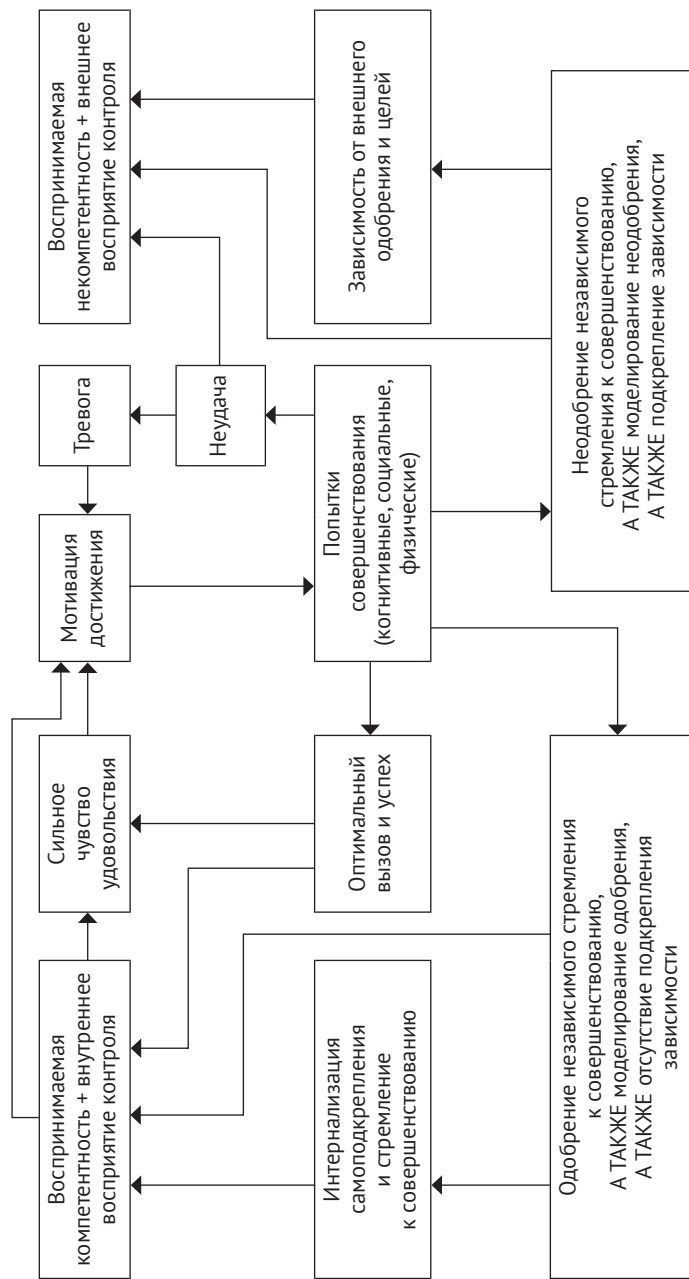 Воспринимаемая
компетентность + внутреннее
восприятие контроля
Сильное
чувство
удовольствия
Мотивация
достижения
Тревога
Воспринимаемая
некомпетентность + внешнее
восприятие контроля
Неудача
Интернализация
самоподкрепления
и стремление
к совершенствованию
Оптимальный
вызов и успех
Попытки
совершенствования
(когнитивные, социальные,
физические)
Зависимость от внешнего
одобрения и целей
Одобрение независимого стремления
к совершенствованию,
А ТАКЖЕ моделирование одобрения,
А ТАКЖЕ отсутствие подкрепления
зависимости
Неодобрение независимого
стремления к совершенствованию,
А ТАКЖЕ моделирование неодобрения,
А ТАКЖЕ подкрепление зависимости